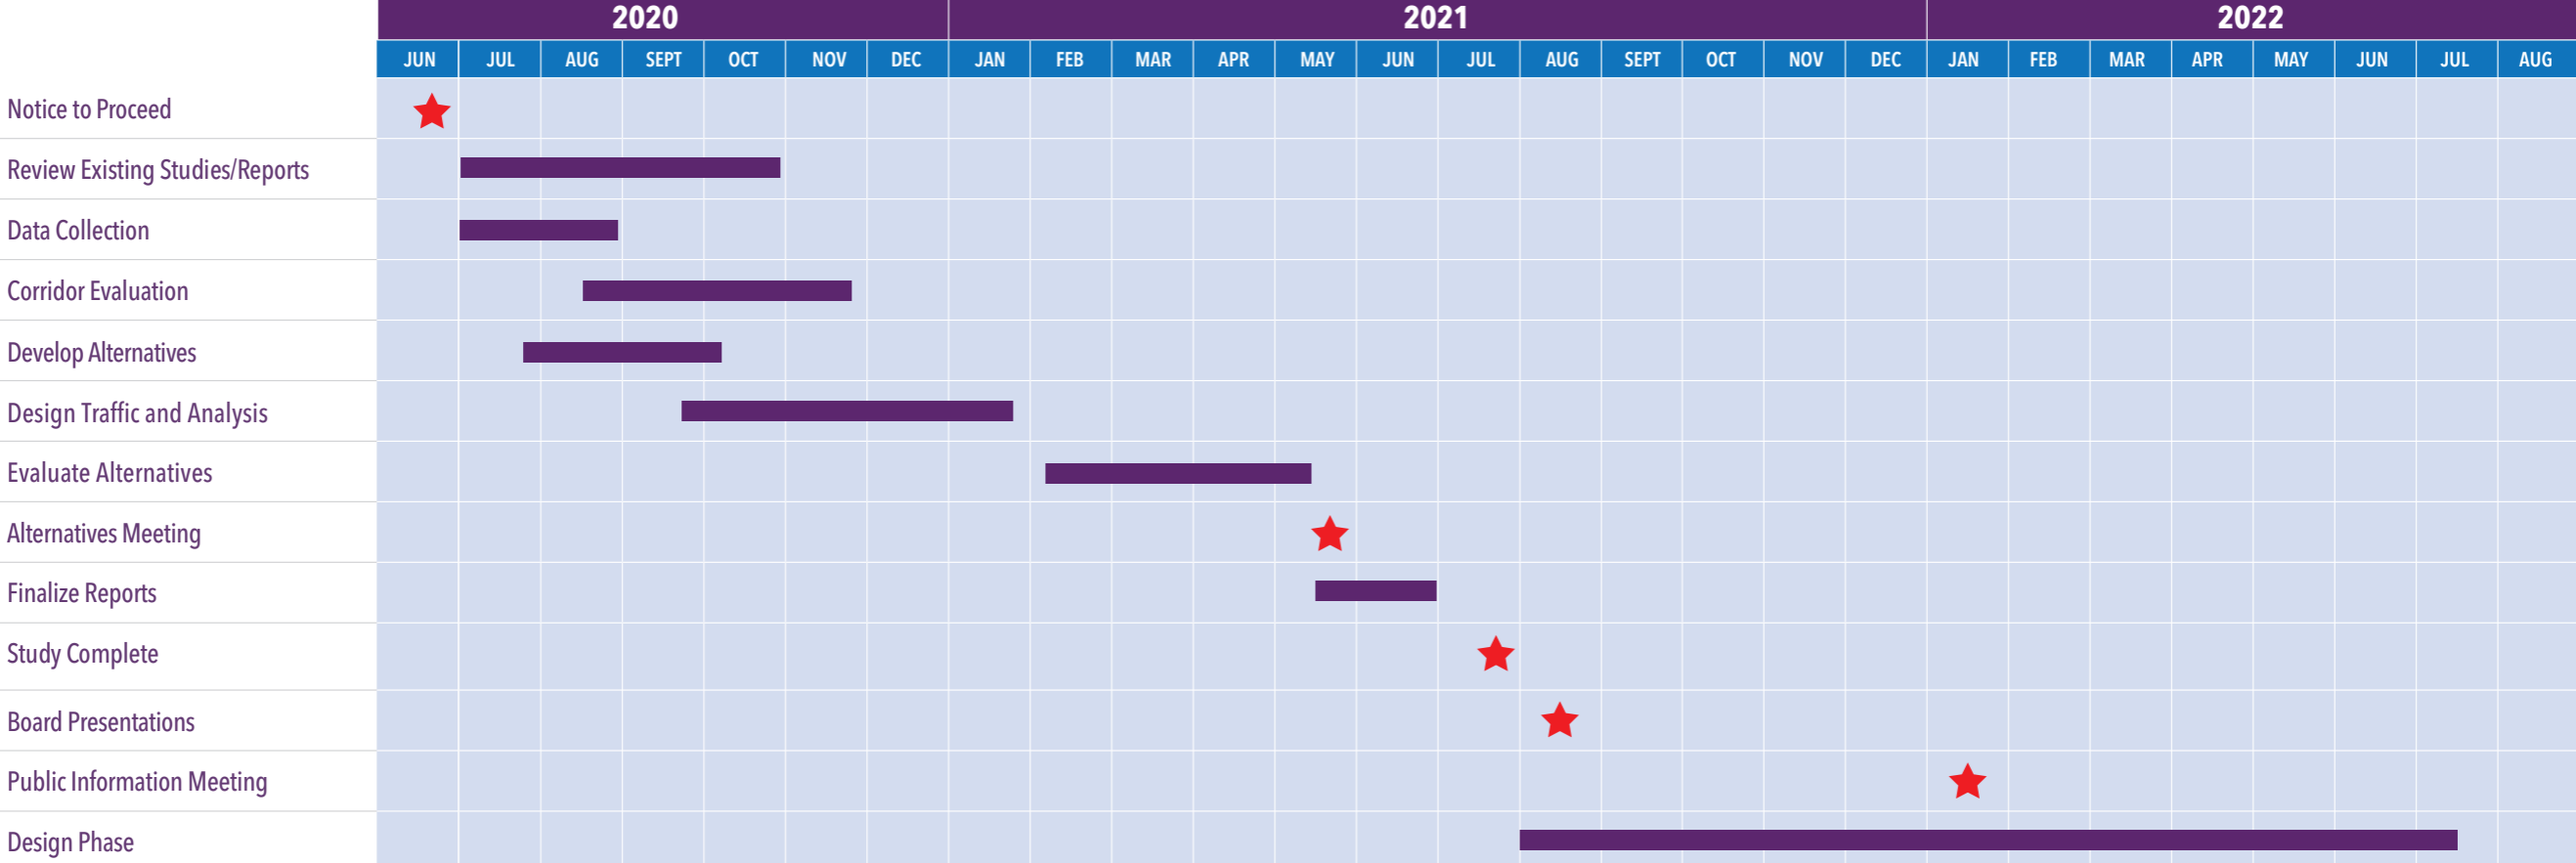 2020 2021 2022
JUN JUL AUG SEPT OCT NOV DEC JAN FEB MAR APR MAY JUN JUL AUG SEPT OCT NOV DEC JAN FEB MAR APR MAY JUN JUL AUG
Notice to Proceed
Review Existing Studies/Reports
Data Collection
Corridor Evaluation
Develop Alternatives
Design Traffic and Analysis
Evaluate Alternatives
Alternatives Meeting
Finalize Reports
Study Complete
Board Presentations
Public Information Meeting
Design Phase